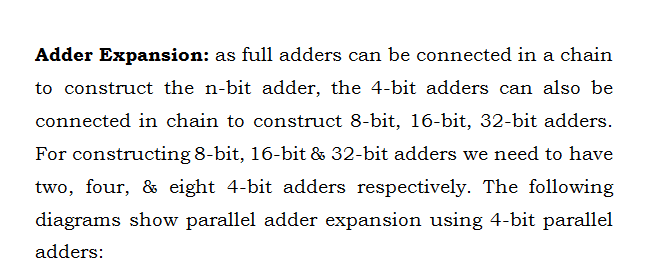 Adder Expansion: as full adders can be connected in a chain
to construct the n-bit adder, the 4-bit adders can also be
connected in chain to construct 8-bit, 16-bit, 32-bit adders.
For constructing 8-bit, 16-bit & 32-bit adders we need to have
two, four, & eight 4-bit adders respectively. The following
diagrams show parallel adder expansion using 4-bit parallel
adders: